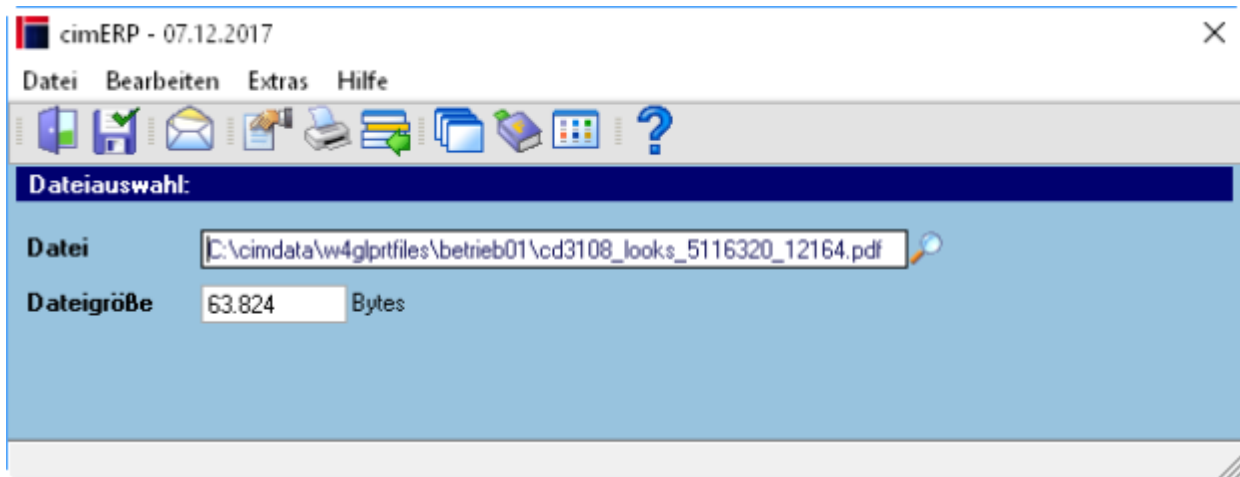 cimERP - 07.12.2017
Datei Bearbeiten Extras Hilfe
Dateiauswahl:
Datei C:\cimdata\w4glprtfiles\betrieb01\cd3108_looks_5116320_12164.pdf
Dateigröße 63.824 Bytes